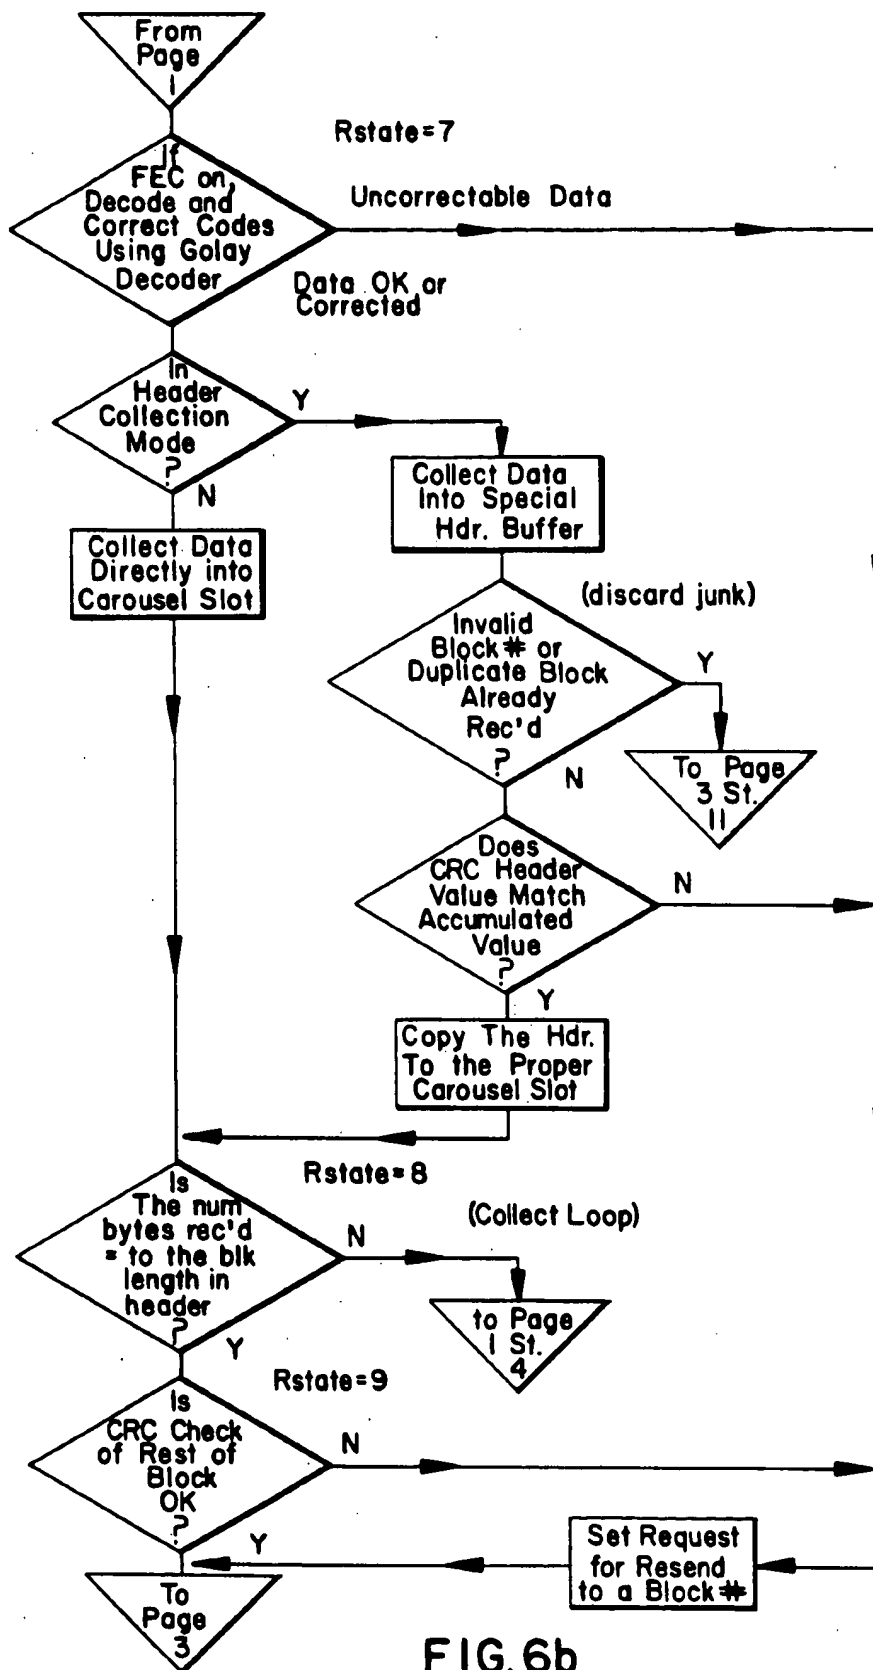 From
Page
1
Rstate=7
If
FEC on,
Decode and
Correct Codes
Using Golay
Decoder
Uncorrectable Data
Data OK or
Corrected
In
Header
Collection
Mode
?
Y
N
Collect Data
Into Special
Hdr. Buffer
Collect Data
Directly into
Carousel Slot
(discard junk)
Invalid
Block # or
Duplicate Block
Already
Rec'd
?
Y
N
To Page
3 St.
11
Does
CRC Header
Value Match
Accumulated
Value
?
N
Y
Copy The Hdr.
To the Proper
Carousel Slot
Rstate=8
Is
The num
bytes rec'd
= to the blk
length in
header
?
N
Y
(Collect Loop)
to Page
1 St.
4
Rstate=9
Is
CRC Check
of Rest of
Block
OK
?
N
Y
Set Request
for Resend
to a Block #
To
Page
3
FIG. 6b